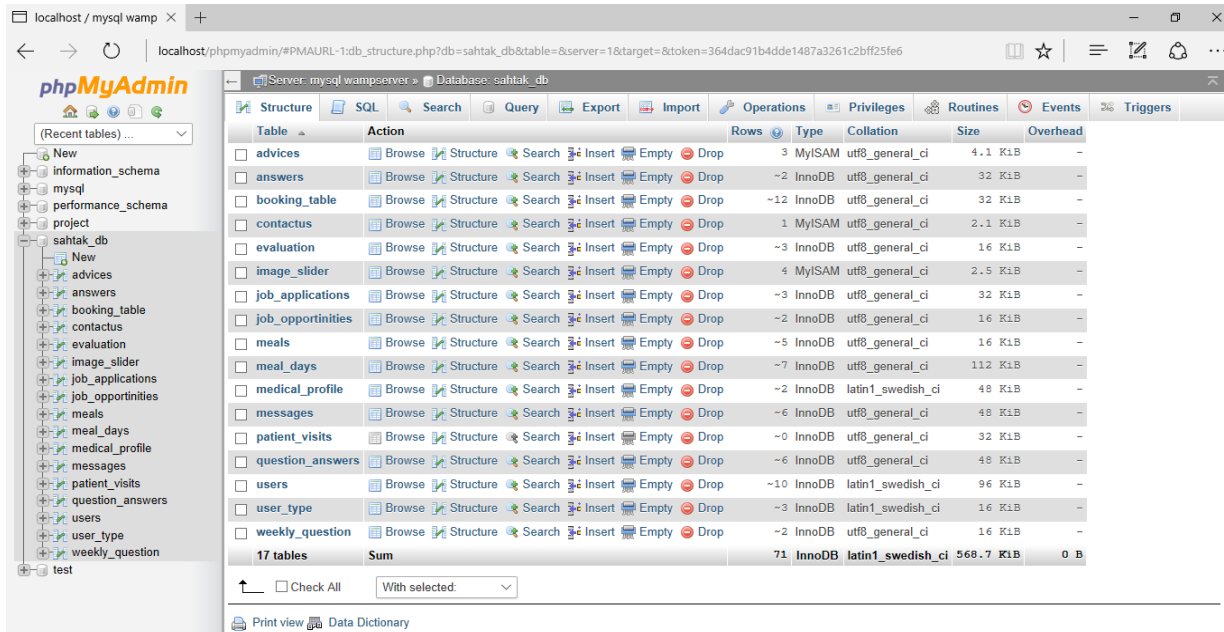 localhost / mysql wamp
localhost/phpmyadmin/#PMAURL-1:db_structure.php?db=sahtak_db&table=&server=1&target=&token=364dac91b4dde1487a3261c2bff25fe6
phpMyAdmin
(Recent tables) ...
New
information_schema
mysql
performance_schema
project
sahtak_db
New
advices
answers
booking_table
contactus
evaluation
image_slider
job_applications
job_opportinities
meals
meal_days
medical_profile
messages
patient_visits
question_answers
users
user_type
weekly_question
test
Server: mysql wampserver » Database: sahtak_db
Structure SQL Search Query Export Import Operations Privileges Routines Events Triggers
Table Action Rows Type Collation Size Overhead
advices Browse Structure Search Insert Empty Drop 3 MyISAM utf8_general_ci 4.1 KiB -
answers Browse Structure Search Insert Empty Drop ~2 InnoDB utf8_general_ci 32 KiB -
booking_table Browse Structure Search Insert Empty Drop ~12 InnoDB utf8_general_ci 32 KiB -
contactus Browse Structure Search Insert Empty Drop 1 MyISAM utf8_general_ci 2.1 KiB -
evaluation Browse Structure Search Insert Empty Drop ~3 InnoDB utf8_general_ci 16 KiB -
image_slider Browse Structure Search Insert Empty Drop 4 MyISAM utf8_general_ci 2.5 KiB -
job_applications Browse Structure Search Insert Empty Drop ~3 InnoDB utf8_general_ci 32 KiB -
job_opportinities Browse Structure Search Insert Empty Drop ~2 InnoDB utf8_general_ci 16 KiB -
meals Browse Structure Search Insert Empty Drop ~5 InnoDB utf8_general_ci 16 KiB -
meal_days Browse Structure Search Insert Empty Drop ~7 InnoDB utf8_general_ci 112 KiB -
medical_profile Browse Structure Search Insert Empty Drop ~2 InnoDB latin1_swedish_ci 48 KiB -
messages Browse Structure Search Insert Empty Drop ~6 InnoDB utf8_general_ci 48 KiB -
patient_visits Browse Structure Search Insert Empty Drop ~0 InnoDB utf8_general_ci 32 KiB -
question_answers Browse Structure Search Insert Empty Drop ~6 InnoDB utf8_general_ci 48 KiB -
users Browse Structure Search Insert Empty Drop ~10 InnoDB latin1_swedish_ci 96 KiB -
user_type Browse Structure Search Insert Empty Drop ~3 InnoDB latin1_swedish_ci 16 KiB -
weekly_question Browse Structure Search Insert Empty Drop ~2 InnoDB utf8_general_ci 16 KiB -
17 tables Sum 71 InnoDB latin1_swedish_ci 568.7 KiB 0 B
Check All With selected:
Print view Data Dictionary